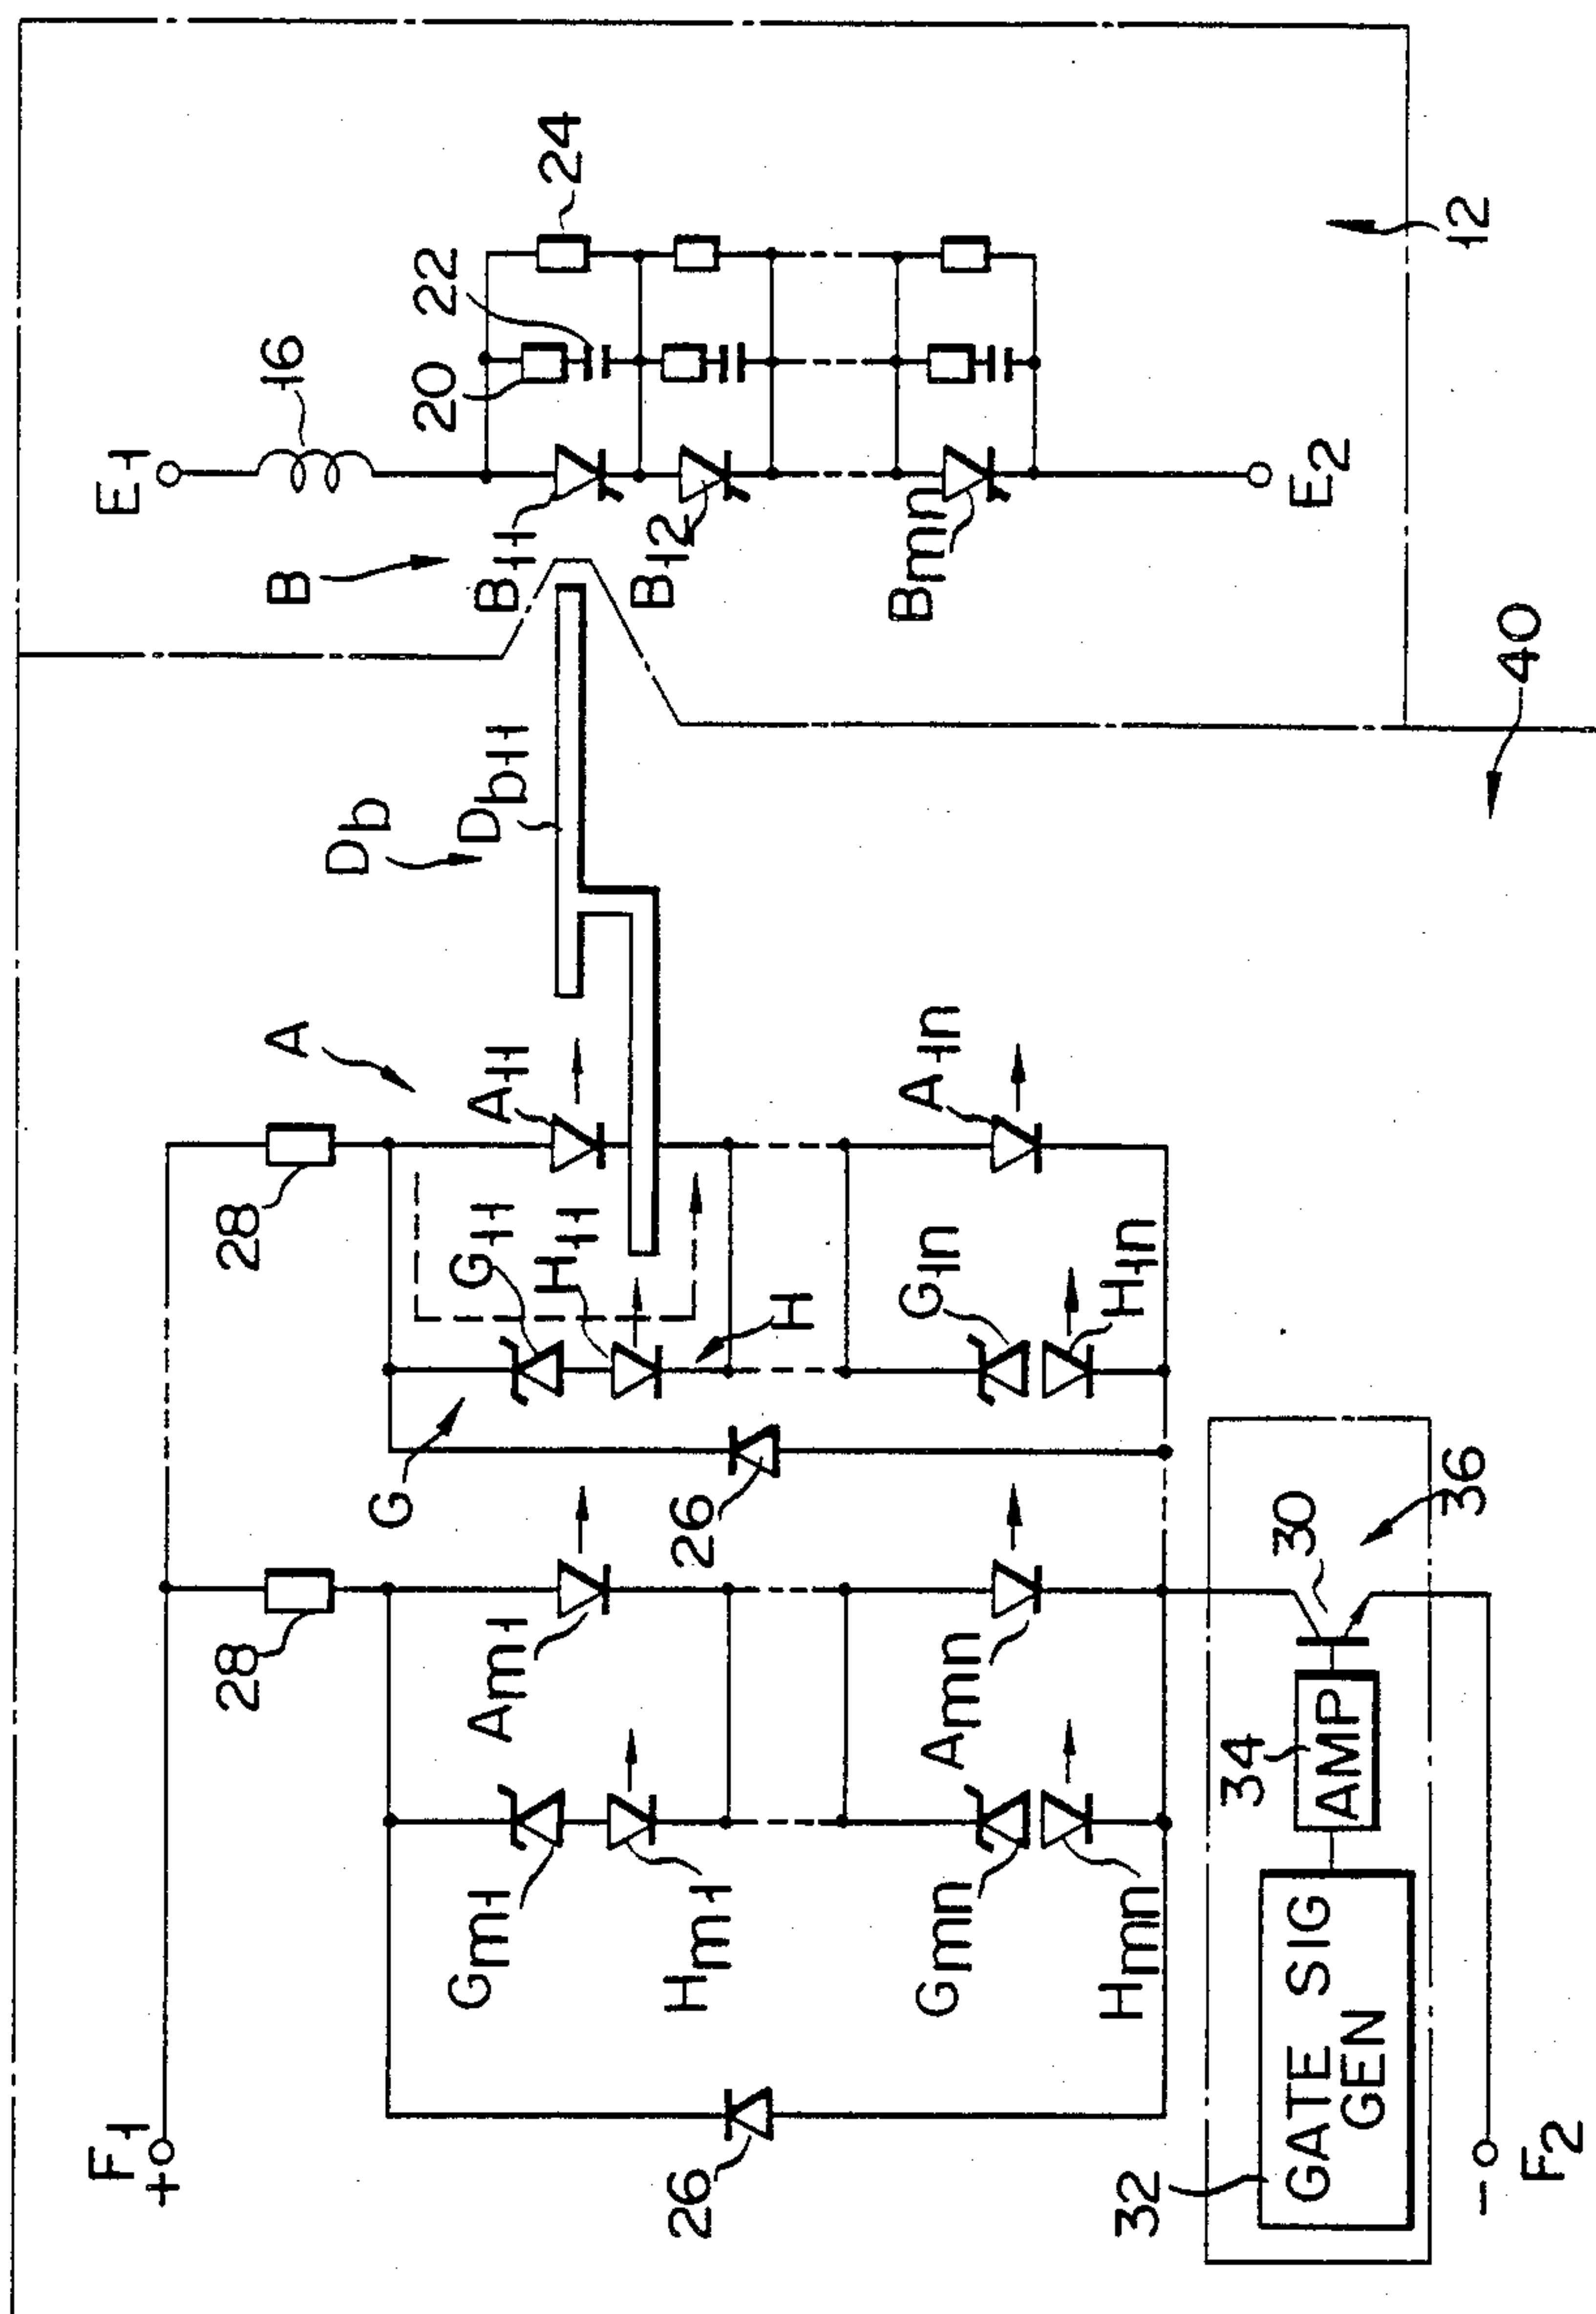 F1
+
28
28
A
Db
Db11
B
E1
16
20
22
24
B11
B12
Bmn
E2
12
40
A11
G11
H11
H
G
Am1
Gm1
Hm1
26
26
A1n
G1n
H1n
Amn
Gmn
Hmn
30
36
34
AMP
32
GATE SIG
GEN
-
F2